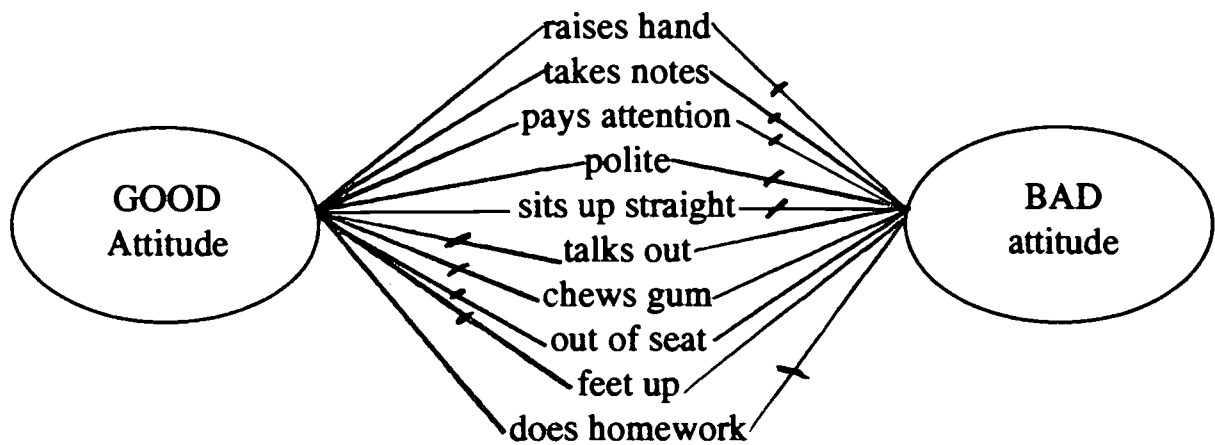 raises hand
takes notes
pays attention
polite
sits up straight
talks out
chews gum
out of seat
feet up
does homework
GOOD
Attitude
BAD
attitude